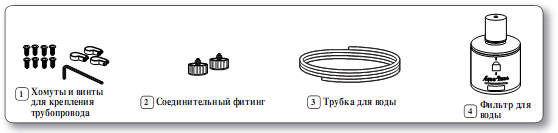 1 Хомуты и винты
для крепления
трубопровода
2 Соединительный фитинг
3 Трубка для воды
4 Фильтр для
воды